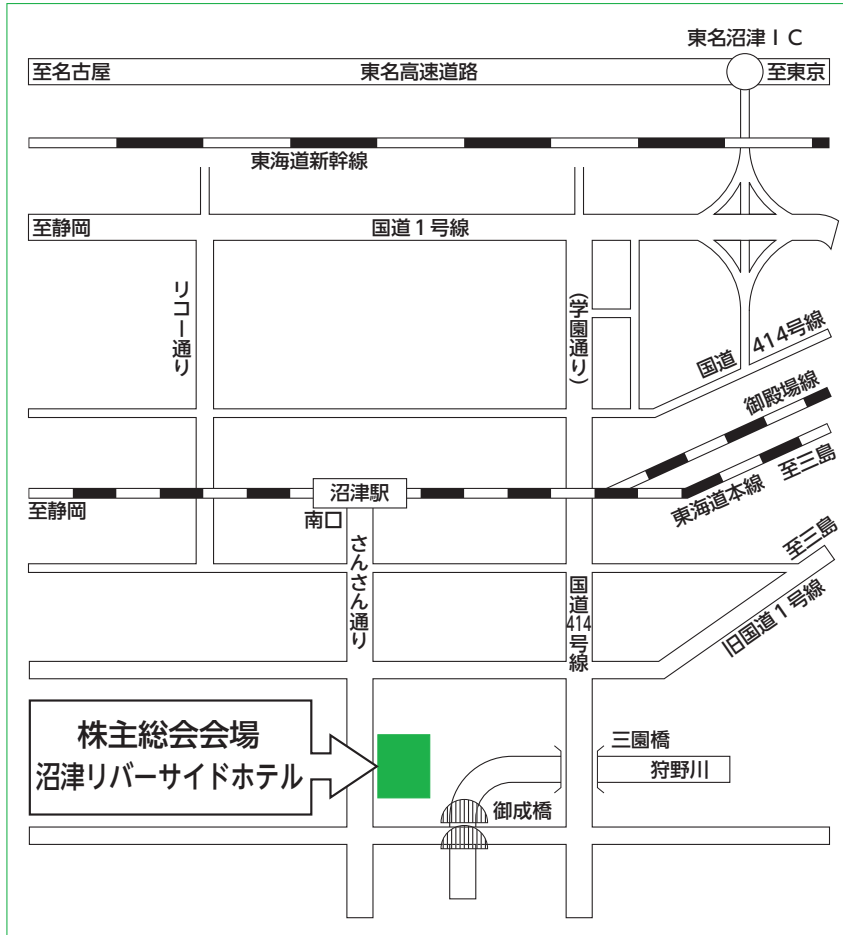 東名沼津ＩＣ
至名古屋
東名高速道路
至東京
東海道新幹線
至静岡
国道１号線
リコー通り
（学園通り）
国道 414号線
御殿場線
至三島
東海道本線
沼津駅
至静岡
南口
さんさん通り
国道414号線
至三島
旧国道１号線
株主総会会場
沼津リバーサイドホテル
三園橋
狩野川
御成橋